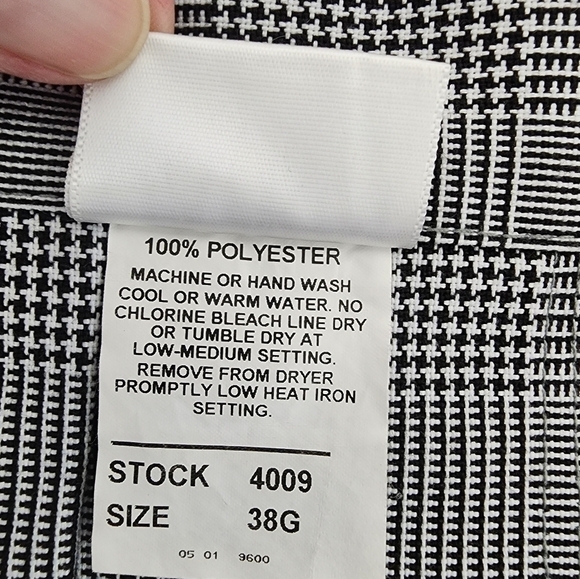 100% POLYESTER
MACHINE OR HAND WASH
COOL OR WARM WATER. NO
CHLORINE BLEACH LINE DRY
OR TUMBLE DRY AT
LOW-MEDIUM SETTING.
REMOVE FROM DRYER
PROMPTLY LOW HEAT IRON
SETTING.
STOCK 4009
SIZE 38G
05 01 9600